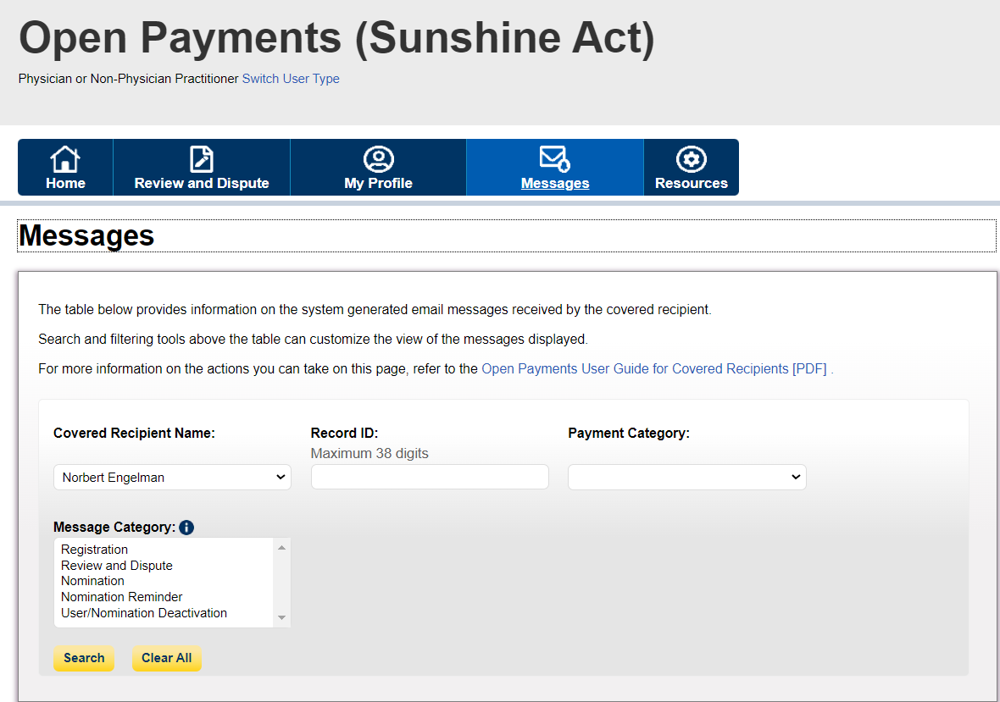 Open Payments (Sunshine Act)
Physician or Non-Physician Practitioner Switch User Type
Home
Review and Dispute
My Profile
Messages
Resources
Messages
The table below provides information on the system generated email messages received by the covered recipient.
Search and filtering tools above the table can customize the view of the messages displayed.
For more information on the actions you can take on this page, refer to the Open Payments User Guide for Covered Recipients [PDF] .
Covered Recipient Name:
Record ID:
Payment Category:
Maximum 38 digits
Norbert Engelman
Message Category:
Registration
Review and Dispute
Nomination
Nomination Reminder
User/Nomination Deactivation
Search
Clear All